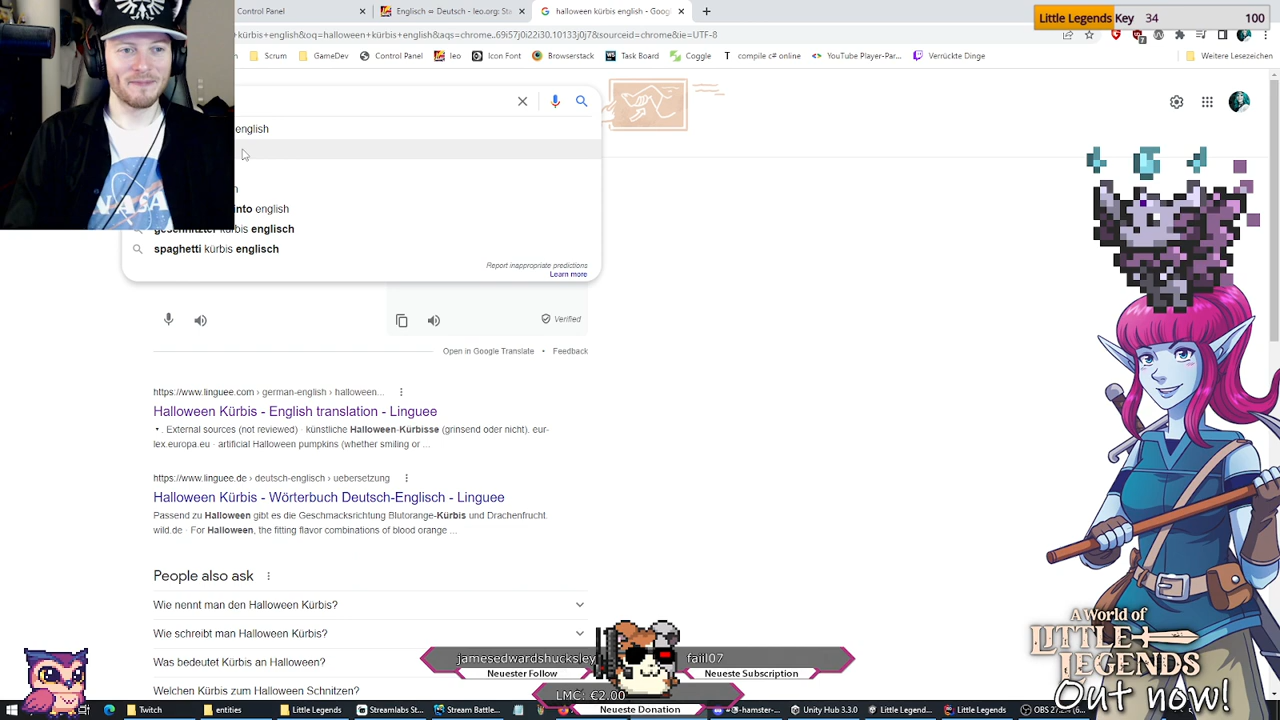 Control Panel
Englisch ⇔ Deutsch - leo.org: St
halloween kürbis english - Goog
Little Legends Key 34 100
kürbis+english&oq=halloween+kürbis+english&aqs=chrome.69i57j0i22i30.10133j0j7&sourceid=chrome&ie=UTF-8
Scrum
GameDev
Control Panel
leo
Icon Font
Browserstack
Task Board
Coggle
compile c# online
YouTube Player-Par...
Verrückte Dinge
Weitere Lesezeichen
english
into english
geschnitzter kürbis englisch
spaghetti kürbis englisch
Report inappropriate predictions
Learn more
NASA
Verified
Open in Google Translate • Feedback
https://www.linguee.com › german-english › halloween...
Halloween Kürbis - English translation - Linguee
▪ . External sources (not reviewed) · künstliche Halloween-Kürbisse (grinsend oder nicht). eur-
lex.europa.eu · artificial Halloween pumpkins (whether smiling or ...
https://www.linguee.de › deutsch-englisch › uebersetzung
Halloween Kürbis - Wörterbuch Deutsch-Englisch - Linguee
Passend zu Halloween gibt es die Geschmacksrichtung Blutorange-Kürbis und Drachenfrucht.
wild.de · For Halloween, the fitting flavor combinations of blood orange ...
People also ask
Wie nennt man den Halloween Kürbis?
Wie schreibt man Halloween Kürbis?
Was bedeutet Kürbis an Halloween?
Welchen Kürbis zum Halloween Schnitzen?
jamesedwardshucksley
Neuester Follow
faiil07
Neueste Subscription
LMC: €2.00
Neueste Donation
A World of
LITTLE
LEGENDS
Out now!
Twitch
entities
Little Legends
Streamlabs St...
Stream Battle...
Unity Hub 3.3.0
Little Legend...
Little Legends